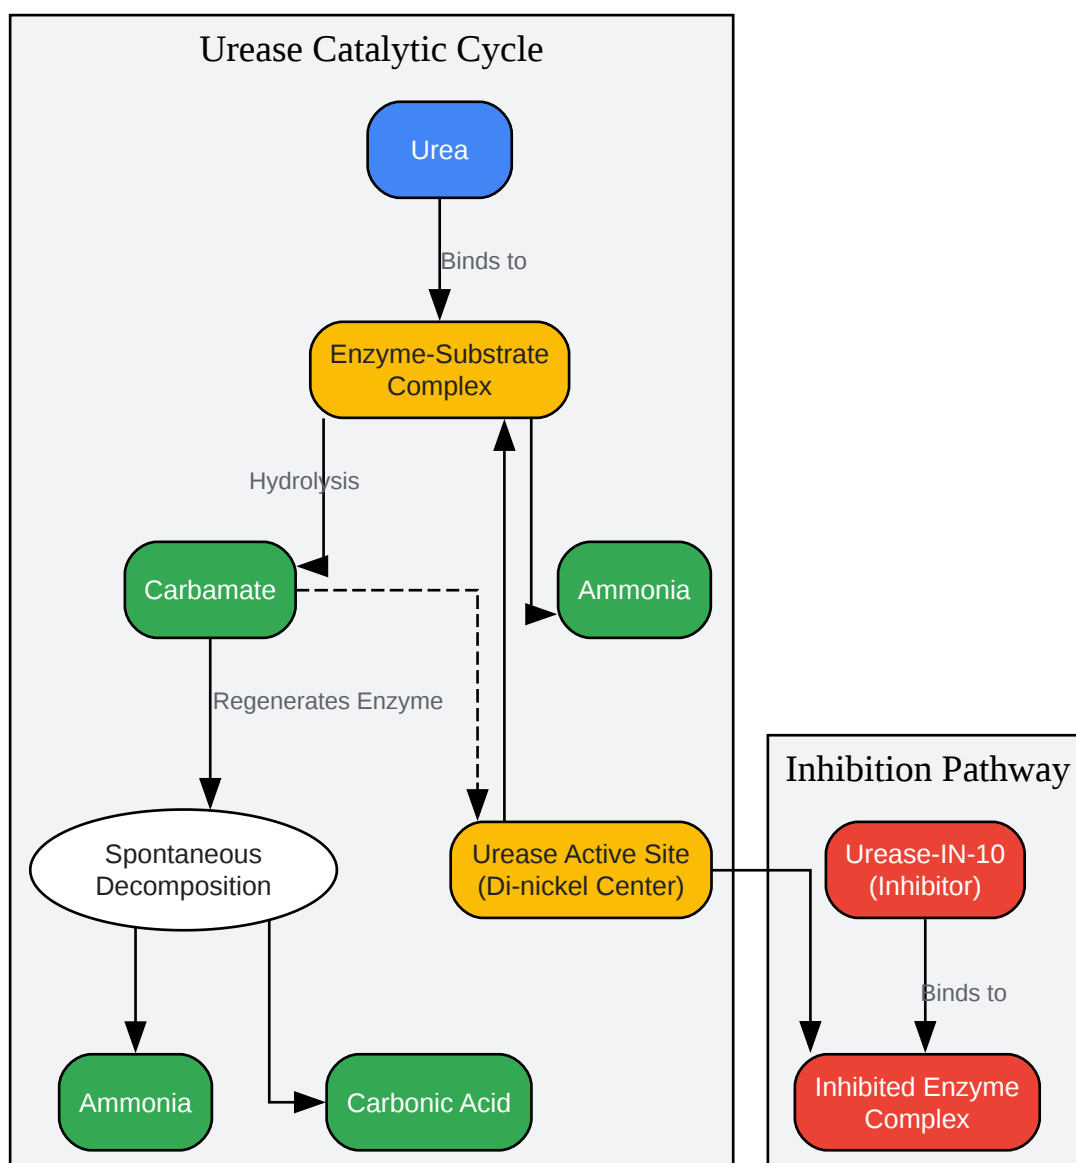 Urease Catalytic Cycle
Urea
Binds to
Enzyme-Substrate
Complex
Hydrolysis
Carbamate
Ammonia
Regenerates Enzyme
Inhibition Pathway
Spontaneous
Decomposition
Urease Active Site
(Di-nickel Center)
Urease-IN-10
(Inhibitor)
Binds to
Ammonia
Carbonic Acid
Inhibited Enzyme
Complex